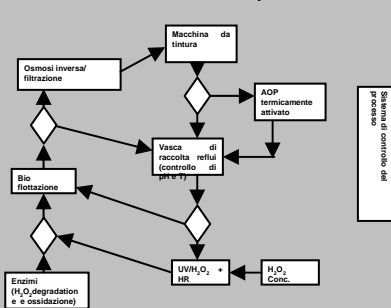 Macchina da
tintura
Osmosi inversa/
filtrazione
AOP
termicamente
attivato
Sistema di controllo del
processo
Vasca di
raccolta reflui
(controllo di
pH e T)
Bio
flottazione
Enzimi
(H₂O₂degradation
e e ossidazione)
UV/H₂O₂ +
HR
H₂O₂
Conc.